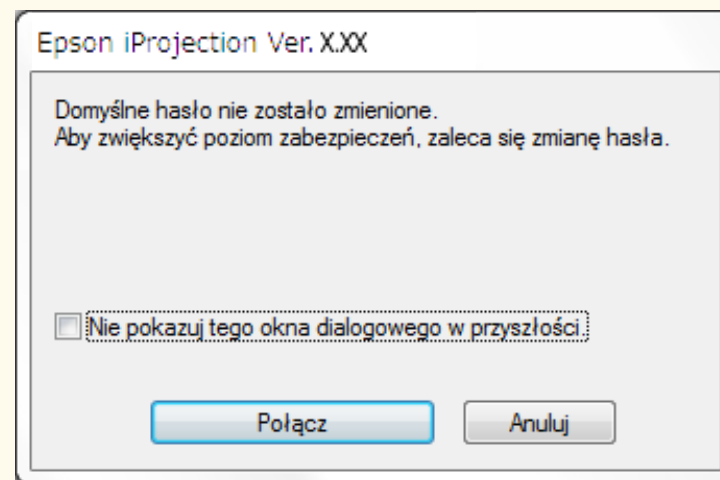 Epson iProjection Ver. X.XX
Domyślne hasło nie zostało zmienione.
Aby zwiększyć poziom zabezpieczeń, zaleca się zmianę hasła.
Nie pokazuj tego okna dialogowego w przyszłości.
Połącz
Anuluj